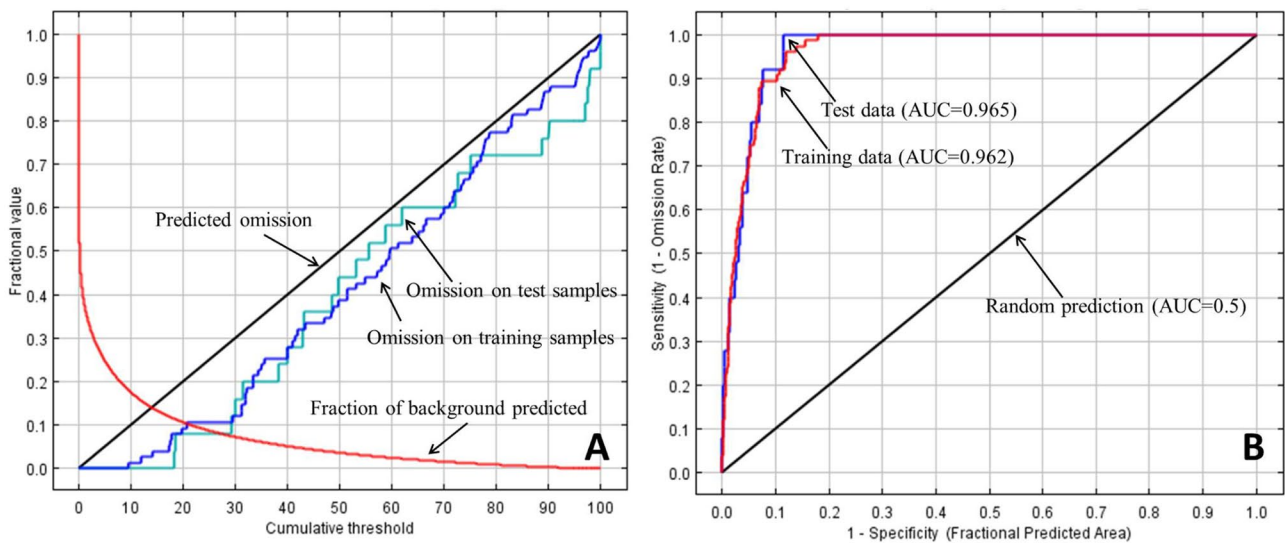 1.0
0.9
0.8
0.7
0.6
0.5
0.4
0.3
0.2
0.1
0.0
Fractional value
Predicted omission
Omission on test samples
Omission on training samples
Fraction of background predicted
A
0 10 20 30 40 50 60 70 80 90 100
Cumulative threshold
1.0
0.9
0.8
0.7
0.6
0.5
0.4
0.3
0.2
0.1
0.0
Sensitivity (1 - Omission Rate)
Test data (AUC=0.965)
Training data (AUC=0.962)
Random prediction (AUC=0.5)
B
0.0 0.1 0.2 0.3 0.4 0.5 0.6 0.7 0.8 0.9 1.0
1 - Specificity (Fractional Predicted Area)